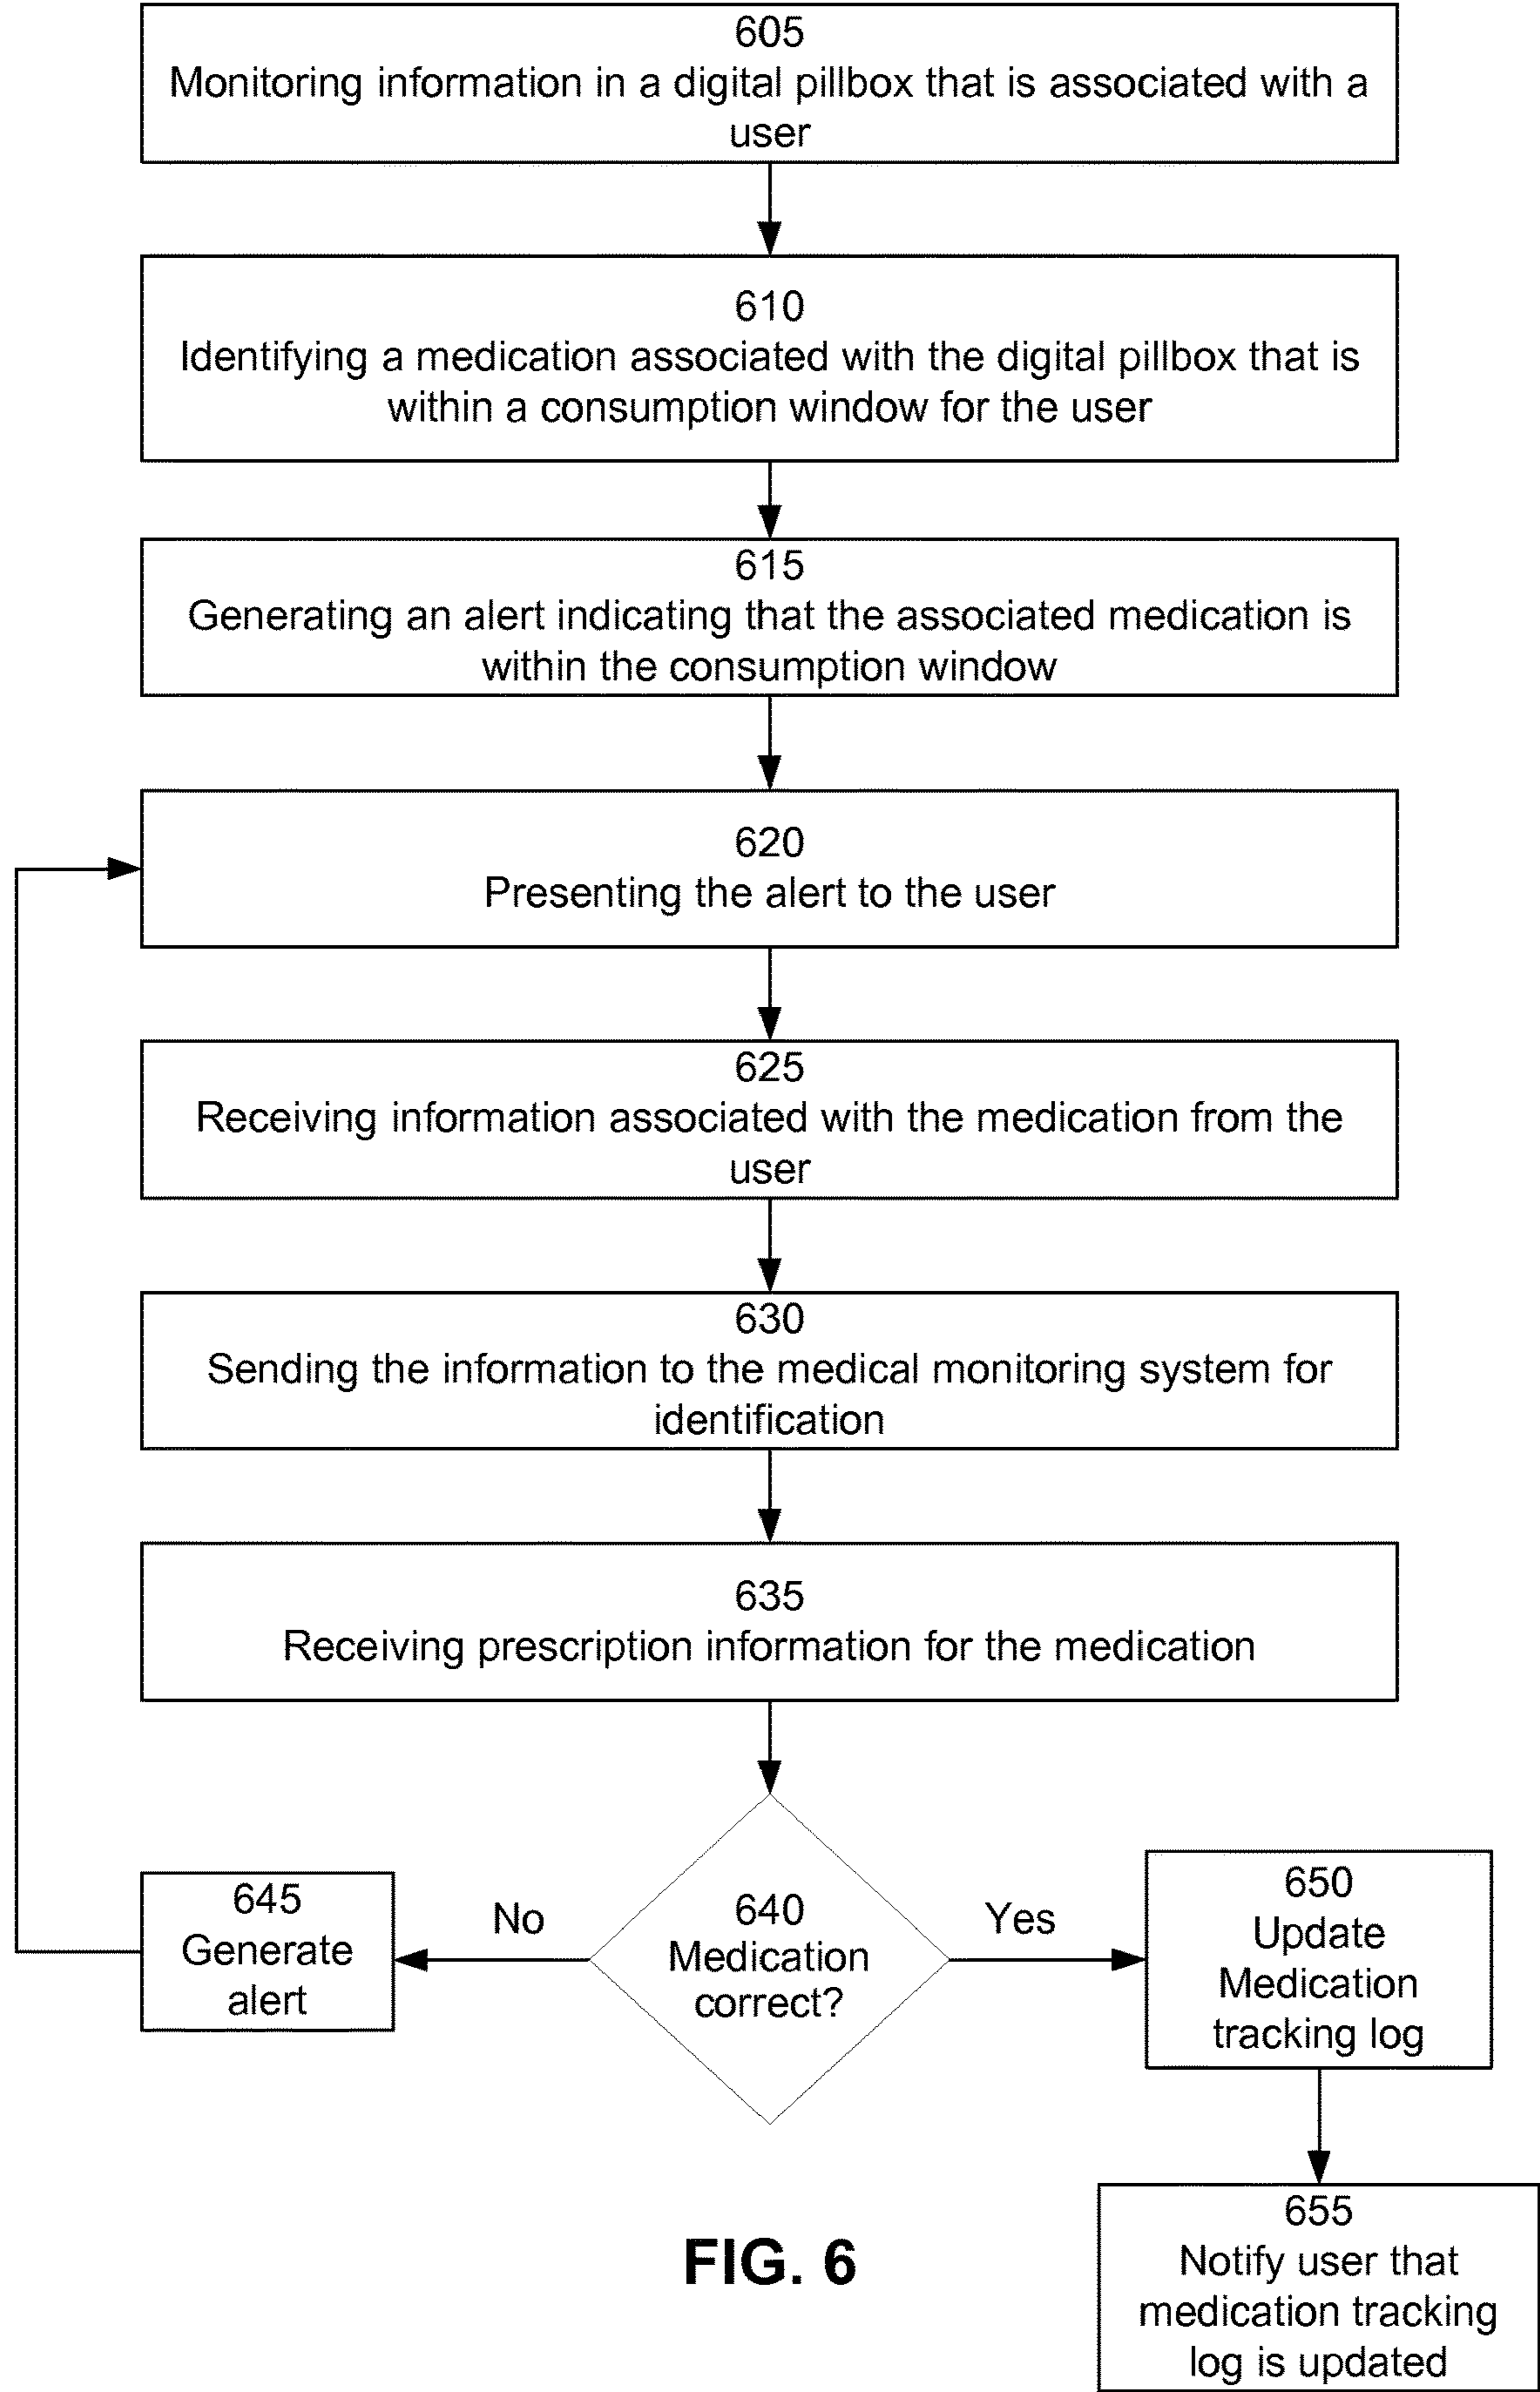 605
Monitoring information in a digital pillbox that is associated with a
user
610
Identifying a medication associated with the digital pillbox that is
within a consumption window for the user
615
Generating an alert indicating that the associated medication is
within the consumption window
620
Presenting the alert to the user
625
Receiving information associated with the medication from the
user
630
Sending the information to the medical monitoring system for
identification
635
Receiving prescription information for the medication
640
Medication
correct?
No
645
Generate
alert
Yes
650
Update
Medication
tracking log
655
Notify user that
medication tracking
log is updated
FIG. 6